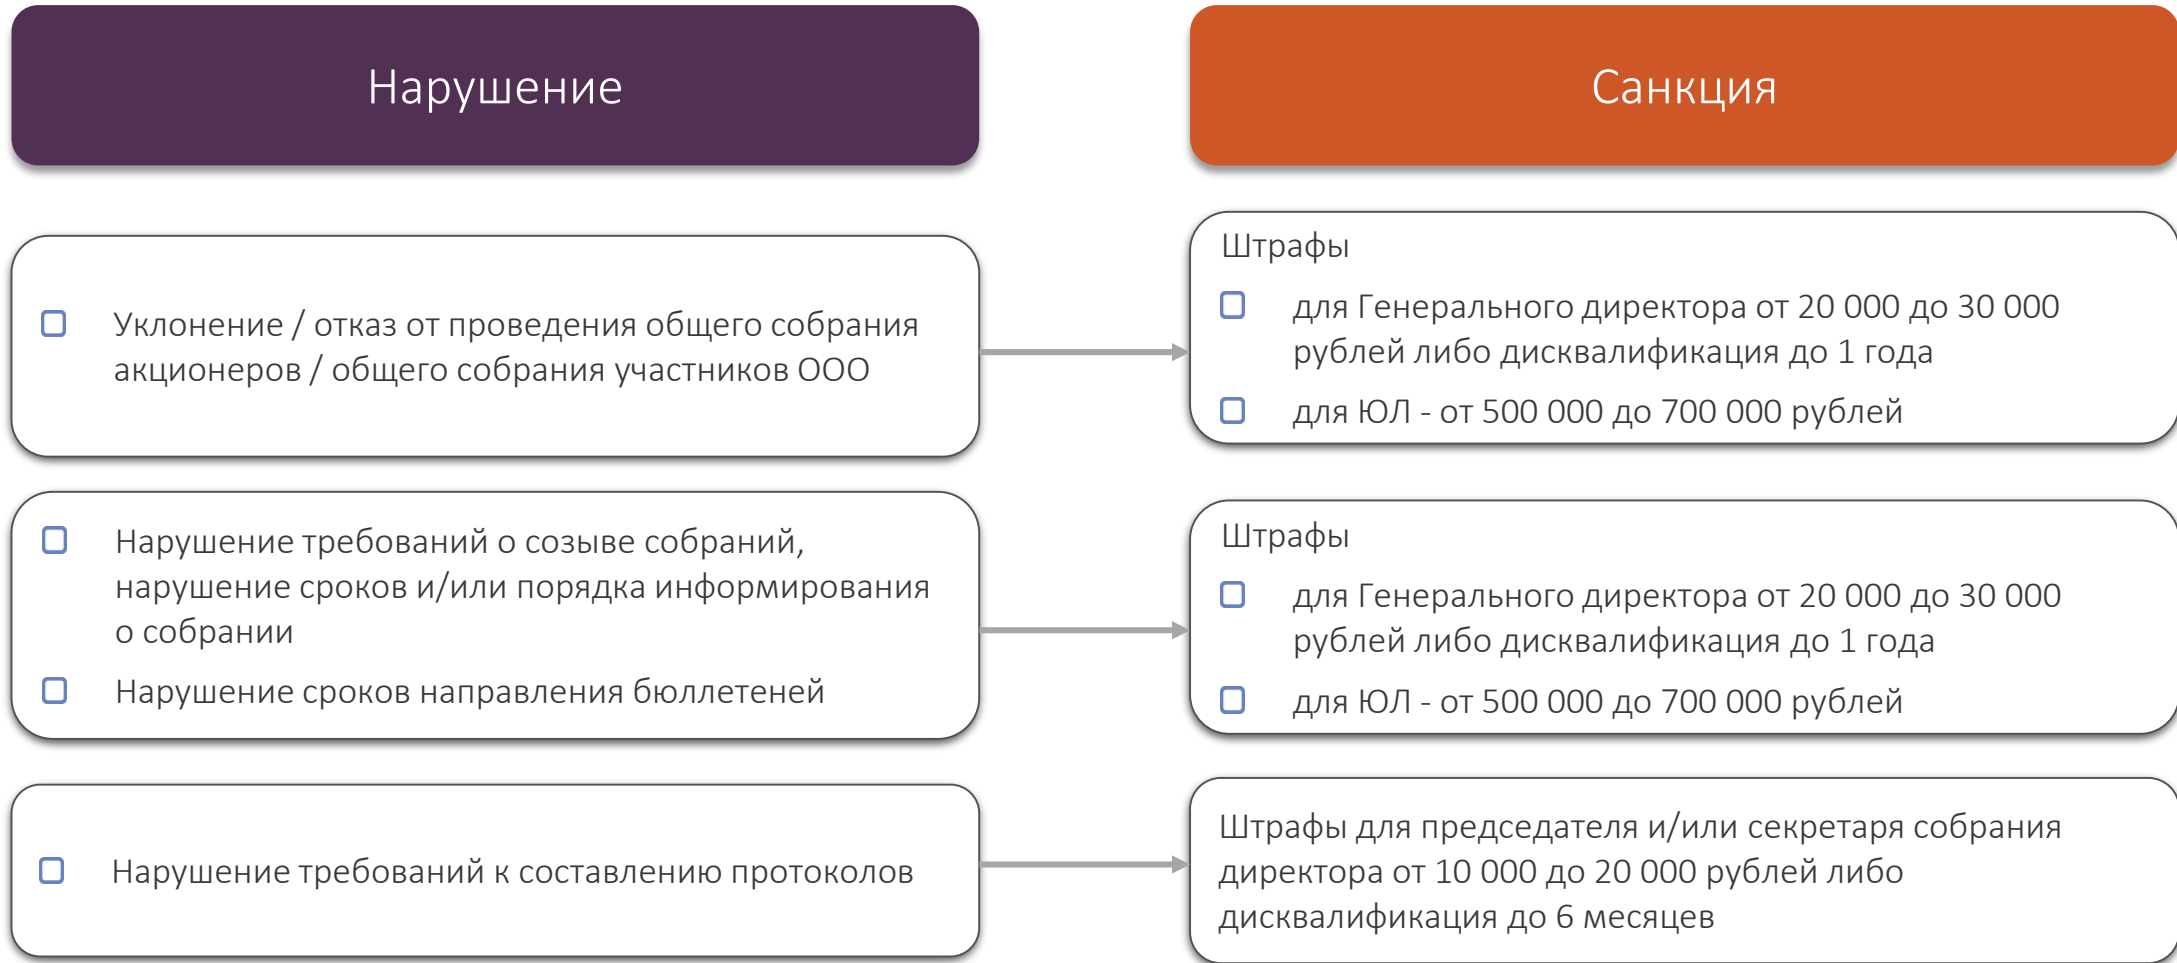 Нарушение
Санкция
Уклонение / отказ от проведения общего собрания
акционеров / общего собрания участников ООО
Штрафы
для Генерального директора от 20 000 до 30 000
рублей либо дисквалификация до 1 года
для ЮЛ - от 500 000 до 700 000 рублей
Нарушение требований о созыве собраний,
нарушение сроков и/или порядка информирования
о собрании
Нарушение сроков направления бюллетеней
Штрафы
для Генерального директора от 20 000 до 30 000
рублей либо дисквалификация до 1 года
для ЮЛ - от 500 000 до 700 000 рублей
Нарушение требований к составлению протоколов
Штрафы для председателя и/или секретаря собрания
директора от 10 000 до 20 000 рублей либо
дисквалификация до 6 месяцев